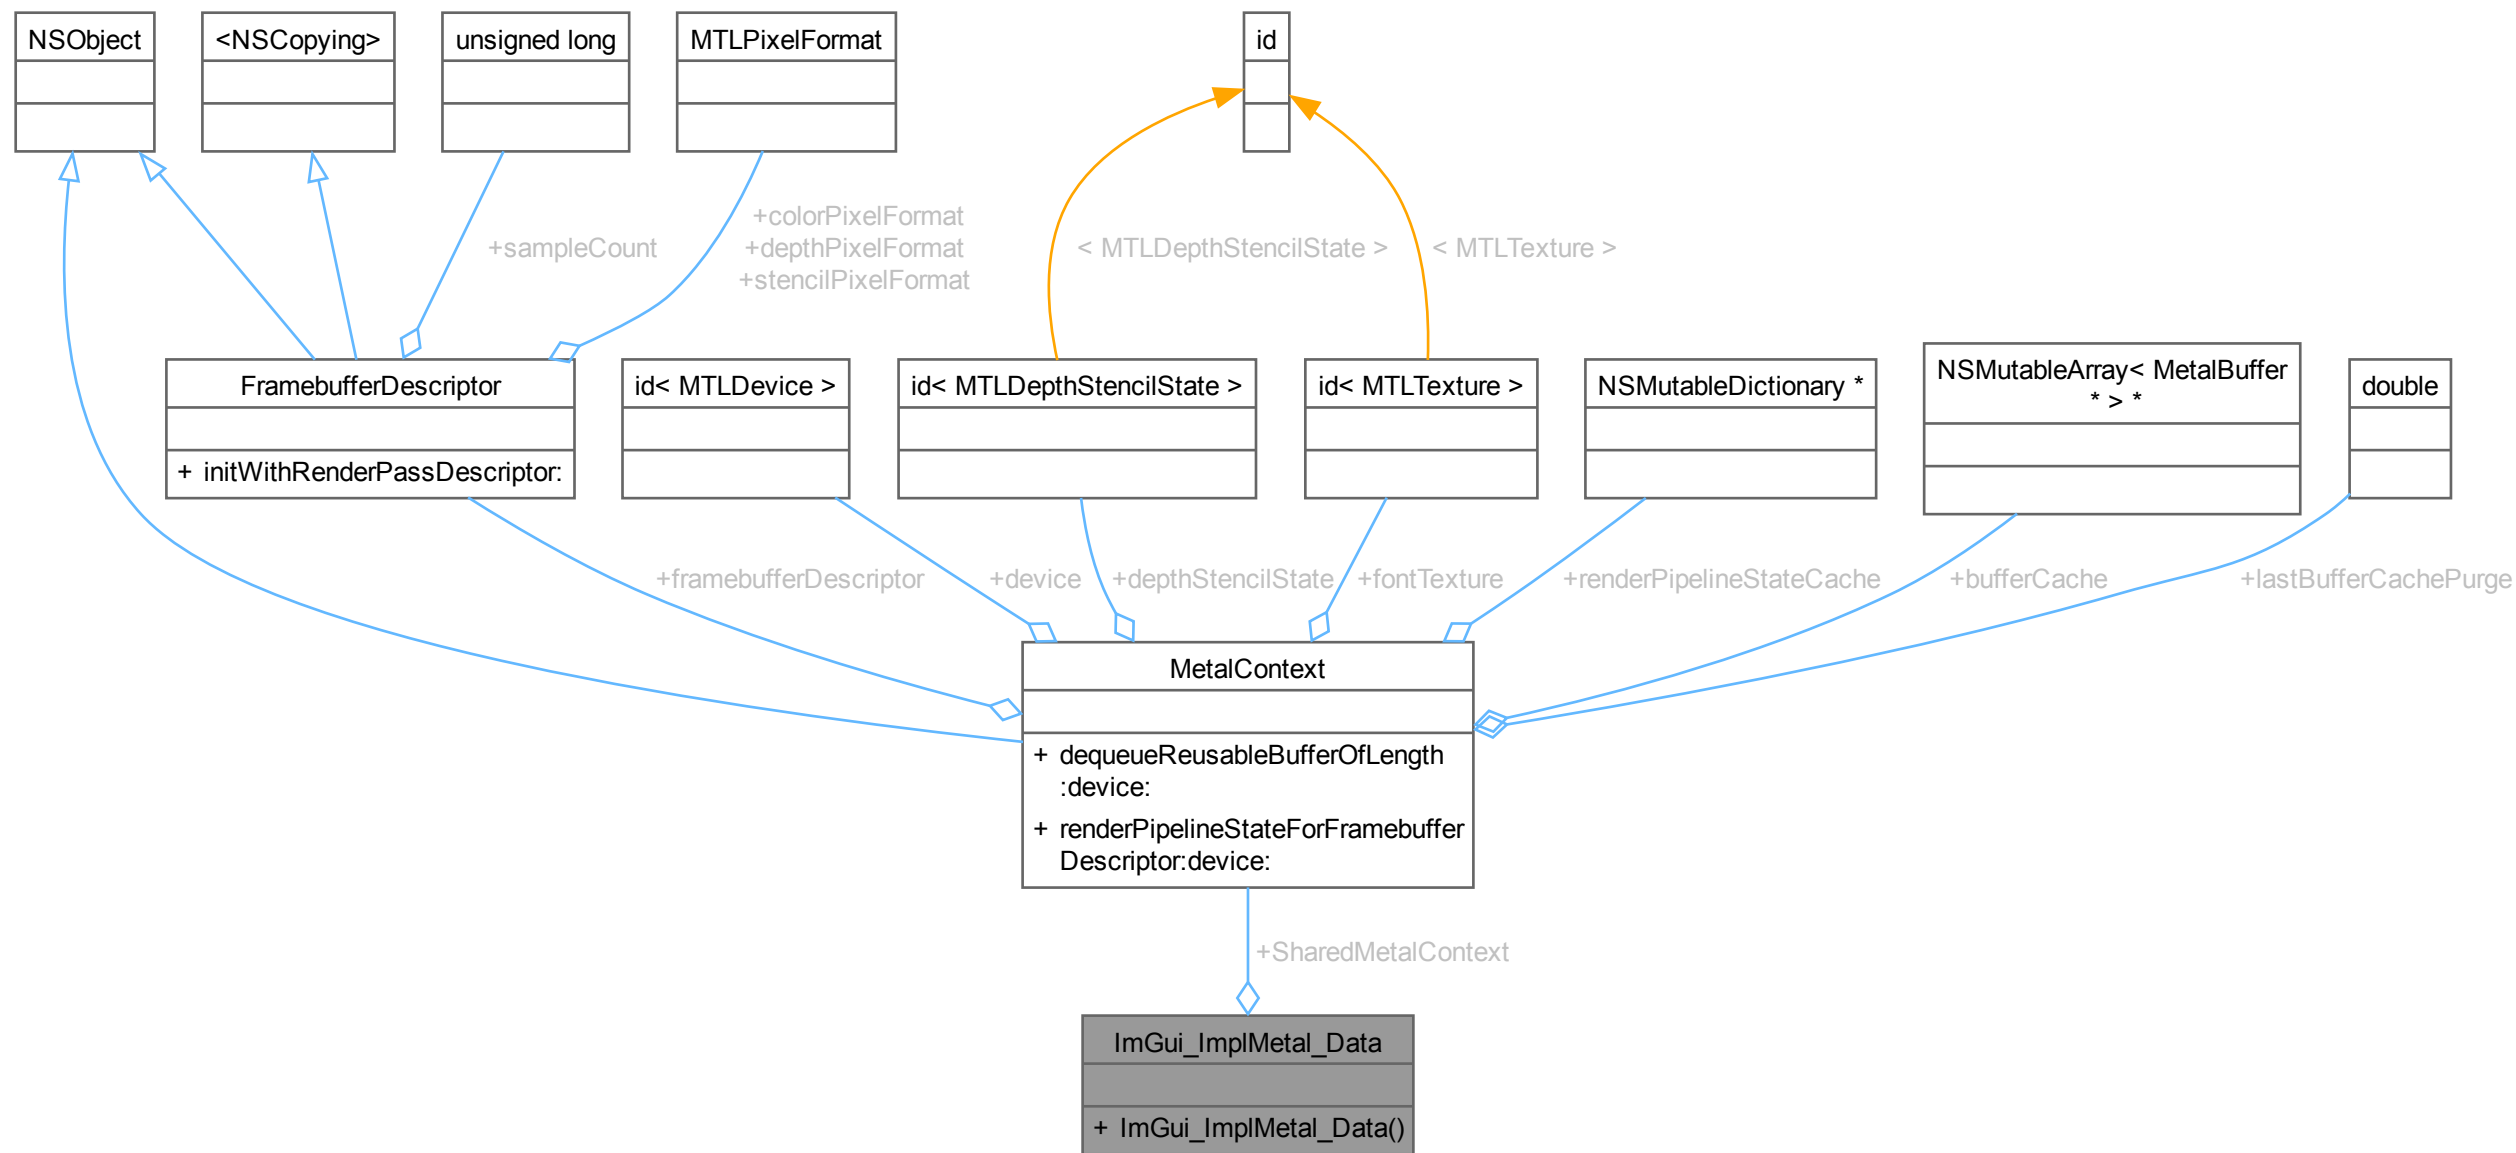 NSObject
<NSCopying>
unsigned long
MTLPixelFormat
id
+sampleCount
+colorPixelFormat
+depthPixelFormat
+stencilPixelFormat
< MTLDepthStencilState >
< MTLTexture >
FramebufferDescriptor
+ initWithRenderPassDescriptor:
id< MTLDevice >
id< MTLDepthStencilState >
id< MTLTexture >
NSMutableDictionary *
NSMutableArray< MetalBuffer
* > *
double
+framebufferDescriptor
+device
+depthStencilState
+fontTexture
+renderPipelineStateCache
+bufferCache
+lastBufferCachePurge
MetalContext
+ dequeueReusableBufferOfLength
:device:
+ renderPipelineStateForFramebuffer
Descriptor:device:
+SharedMetalContext
ImGui_ImplMetal_Data
+ ImGui_ImplMetal_Data()